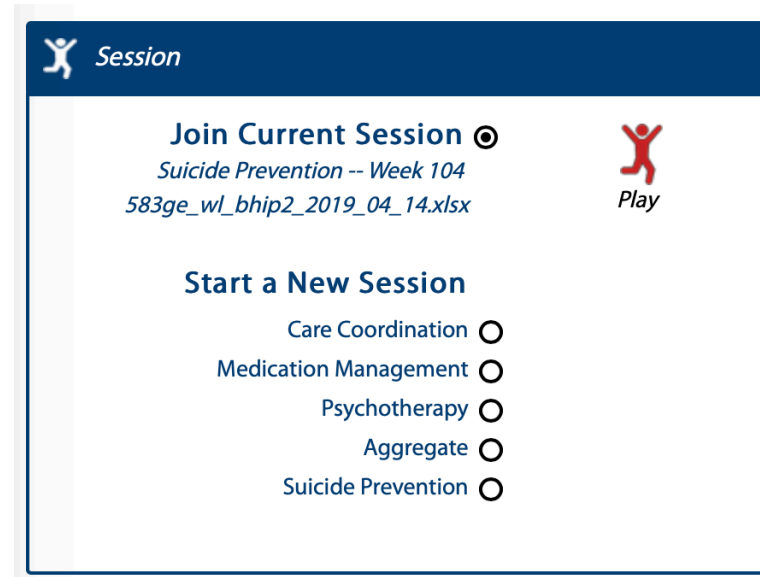 Session
Join Current Session
Suicide Prevention -- Week 104
583ge_wl_bhip2_2019_04_14.xlsx
Play
Start a New Session
Care Coordination
Medication Management
Psychotherapy
Aggregate
Suicide Prevention